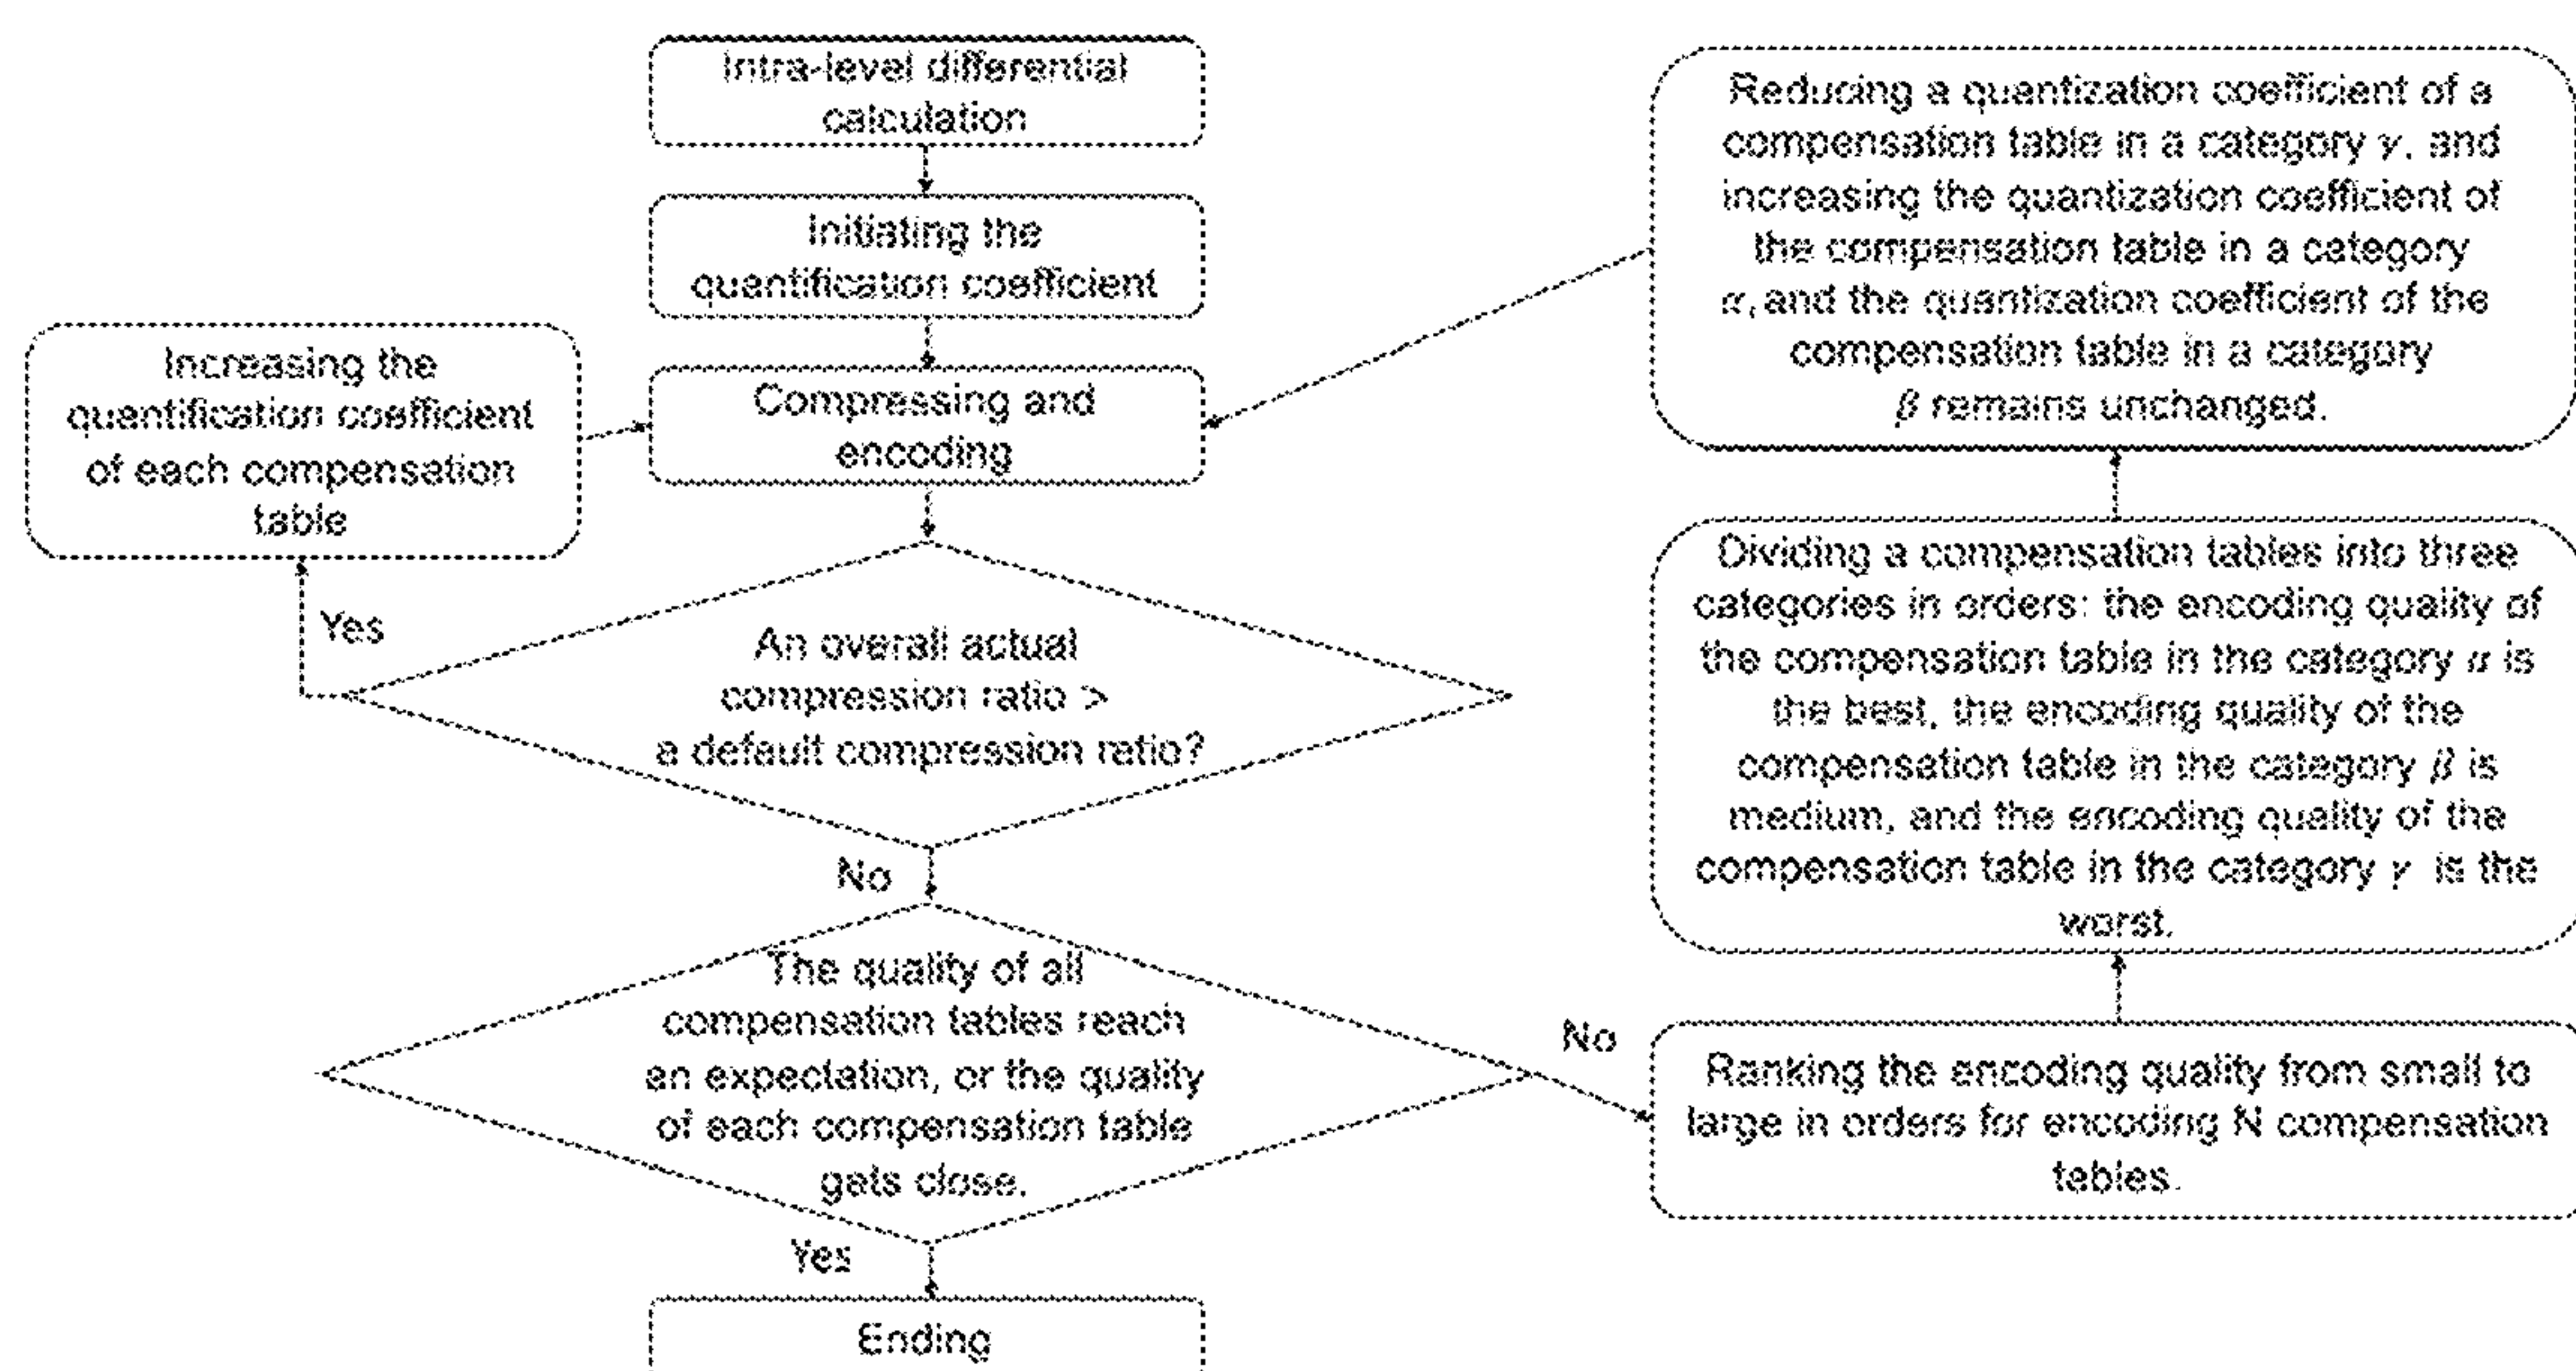 Intra-level differential
calculation
Initiating the
quantification coefficient
Compressing and
encoding
Increasing the
quantification coefficient
of each compensation
table
Yes
An overall actual
compression ratio >
a default compression ratio?
No
The quality of all
compensation tables reach
an expectation, or the quality
of each compensation table
gets close.
Yes
Ending
No
Ranking the encoding quality from small to
large in orders for encoding N compensation
tables.
Dividing a compensation tables into three
categories in orders: the encoding quality of
the compensation table in the category α is
the best, the encoding quality of the
compensation table in the category β is
medium, and the encoding quality of the
compensation table in the category γ is the
worst.
Reducing a quantization coefficient of a
compensation table in a category γ, and
increasing the quantization coefficient of
the compensation table in a category
α, and the quantization coefficient of the
compensation table in a category
β remains unchanged.